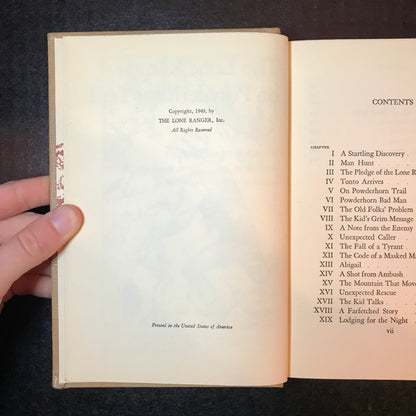 Copyright, 1949, by
THE LONE RANGER, Inc.
All Rights Reserved
Printed in the United States of America
CONTENTS
CHAPTER
I A Startling Discovery .
II Man Hunt .
III The Pledge of the Lone R
IV Tonto Arrives .
V On Powderhorn Trail
VI Powderhorn Bad Man
VII The Old Folks' Problem
VIII The Kid's Grim Message
IX A Note from the Enemy
X Unexpected Caller
XI The Fall of a Tyrant
XII The Code of a Masked Ma
XIII Abigail .
XIV A Shot from Ambush
XV The Mountain That Move
XVI Unexpected Rescue
XVII The Kid Talks .
XVIII A Farfetched Story .
XIX Lodging for the Night .
vii